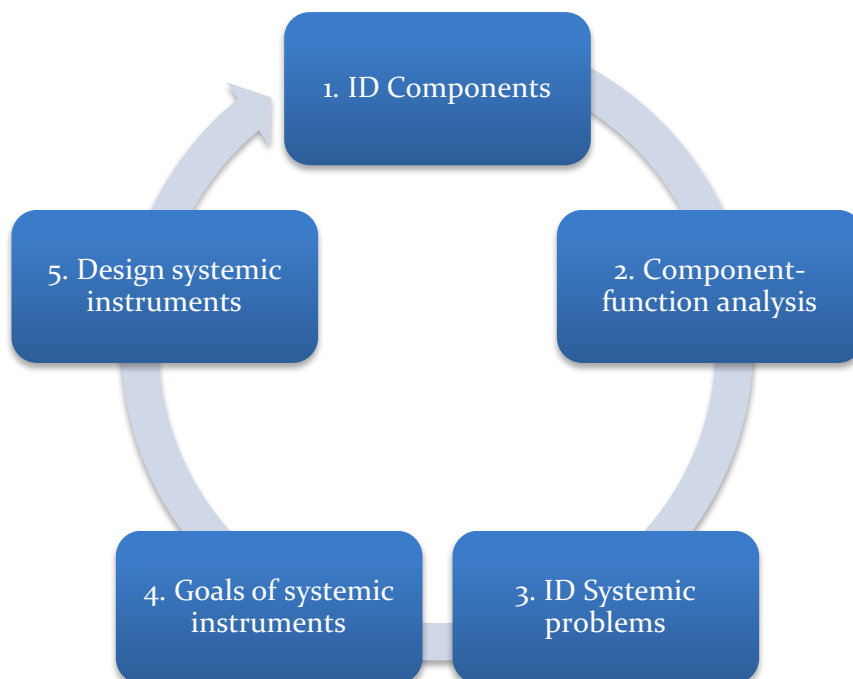 1. ID Components
2. Component-
function analysis
3. ID Systemic
problems
4. Goals of systemic
instruments
5. Design systemic
instruments